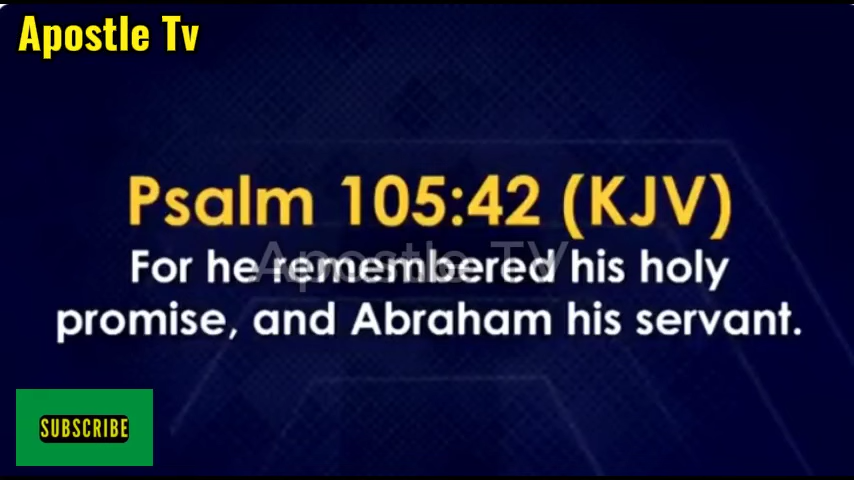 Apostle Tv
Psalm 105:42 (KJV)
Apostle TV
For he remembered his holy
promise, and Abraham his servant.
SUBSCRIBE